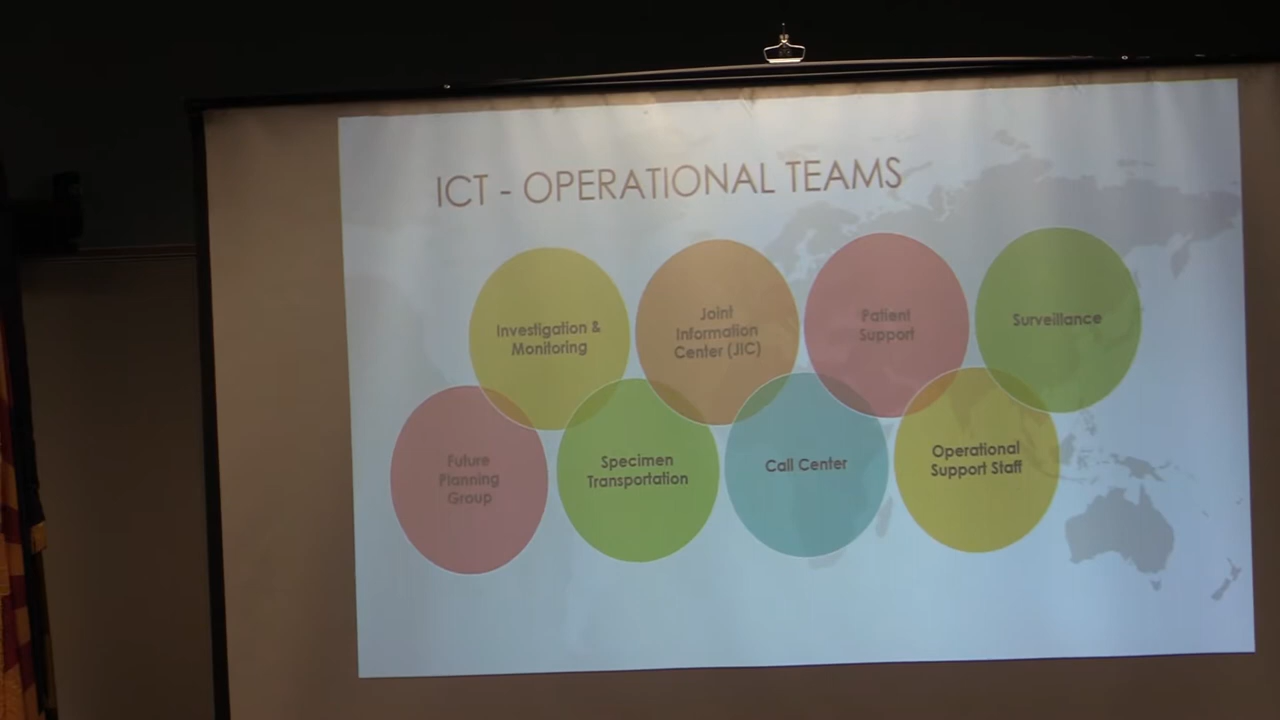 ICT - OPERATIONAL TEAMS
Investigation &
Monitoring
Joint
Information
Center (JIC)
Patient
Support
Surveillance
Future
Planning
Group
Specimen
Transportation
Call Center
Operational
Support Staff